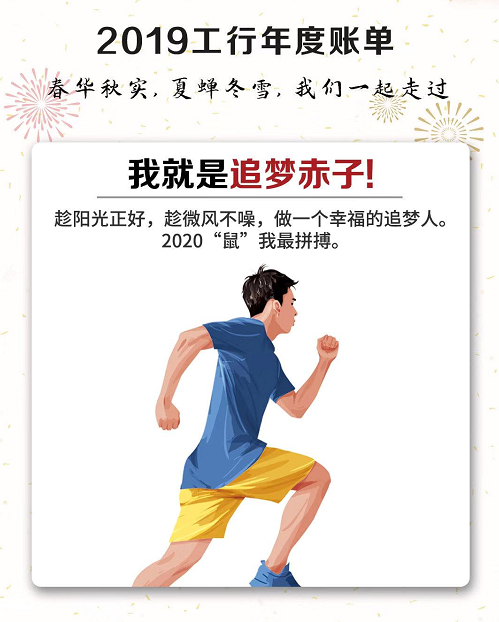 2019工行年度账单
春华秋实,夏蝉冬雪,我们一起走过
我就是追梦赤子!
趁阳光正好，趁微风不噪，做一个幸福的追梦人。
2020“鼠”我最拼搏。